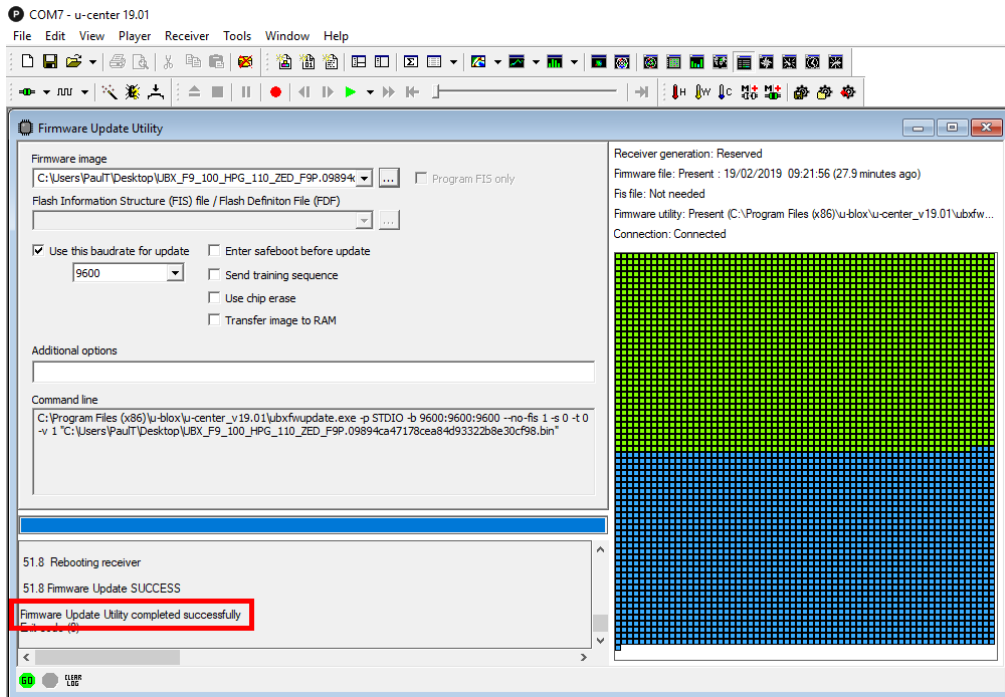 COM7 - u-center 19.01
File Edit View Player Receiver Tools Window Help
Firmware Update Utility
Firmware image
C:\Users\PaulT\Desktop\UBX_F9_100_HPG_110_ZED_F9P.09894c
...
Program FIS only
Flash Information Structure (FIS) file / Flash Definiton File (FDF)
...
Use this baudrate for update
Enter safeboot before update
9600
Send training sequence
Use chip erase
Transfer image to RAM
Additional options
Command line
C:\Program Files (x86)\u-blox\u-center_v19.01\ubxfwupdate.exe -p STDIO -b 9600:9600:9600 --no-fis 1 -s 0 -t 0
-v 1 "C:\Users\PaulT\Desktop\UBX_F9_100_HPG_110_ZED_F9P.09894ca47178cea84d93322b8e30cf98.bin"
51.8 Rebooting receiver
51.8 Firmware Update SUCCESS
Firmware Update Utility completed successfully
GO
CLEAR
LOG
Receiver generation: Reserved
Firmware file: Present : 19/02/2019 09:21:56 (27.9 minutes ago)
Fis file: Not needed
Firmware utility: Present (C:\Program Files (x86)\u-blox\u-center_v19.01\ubxfw...
Connection: Connected